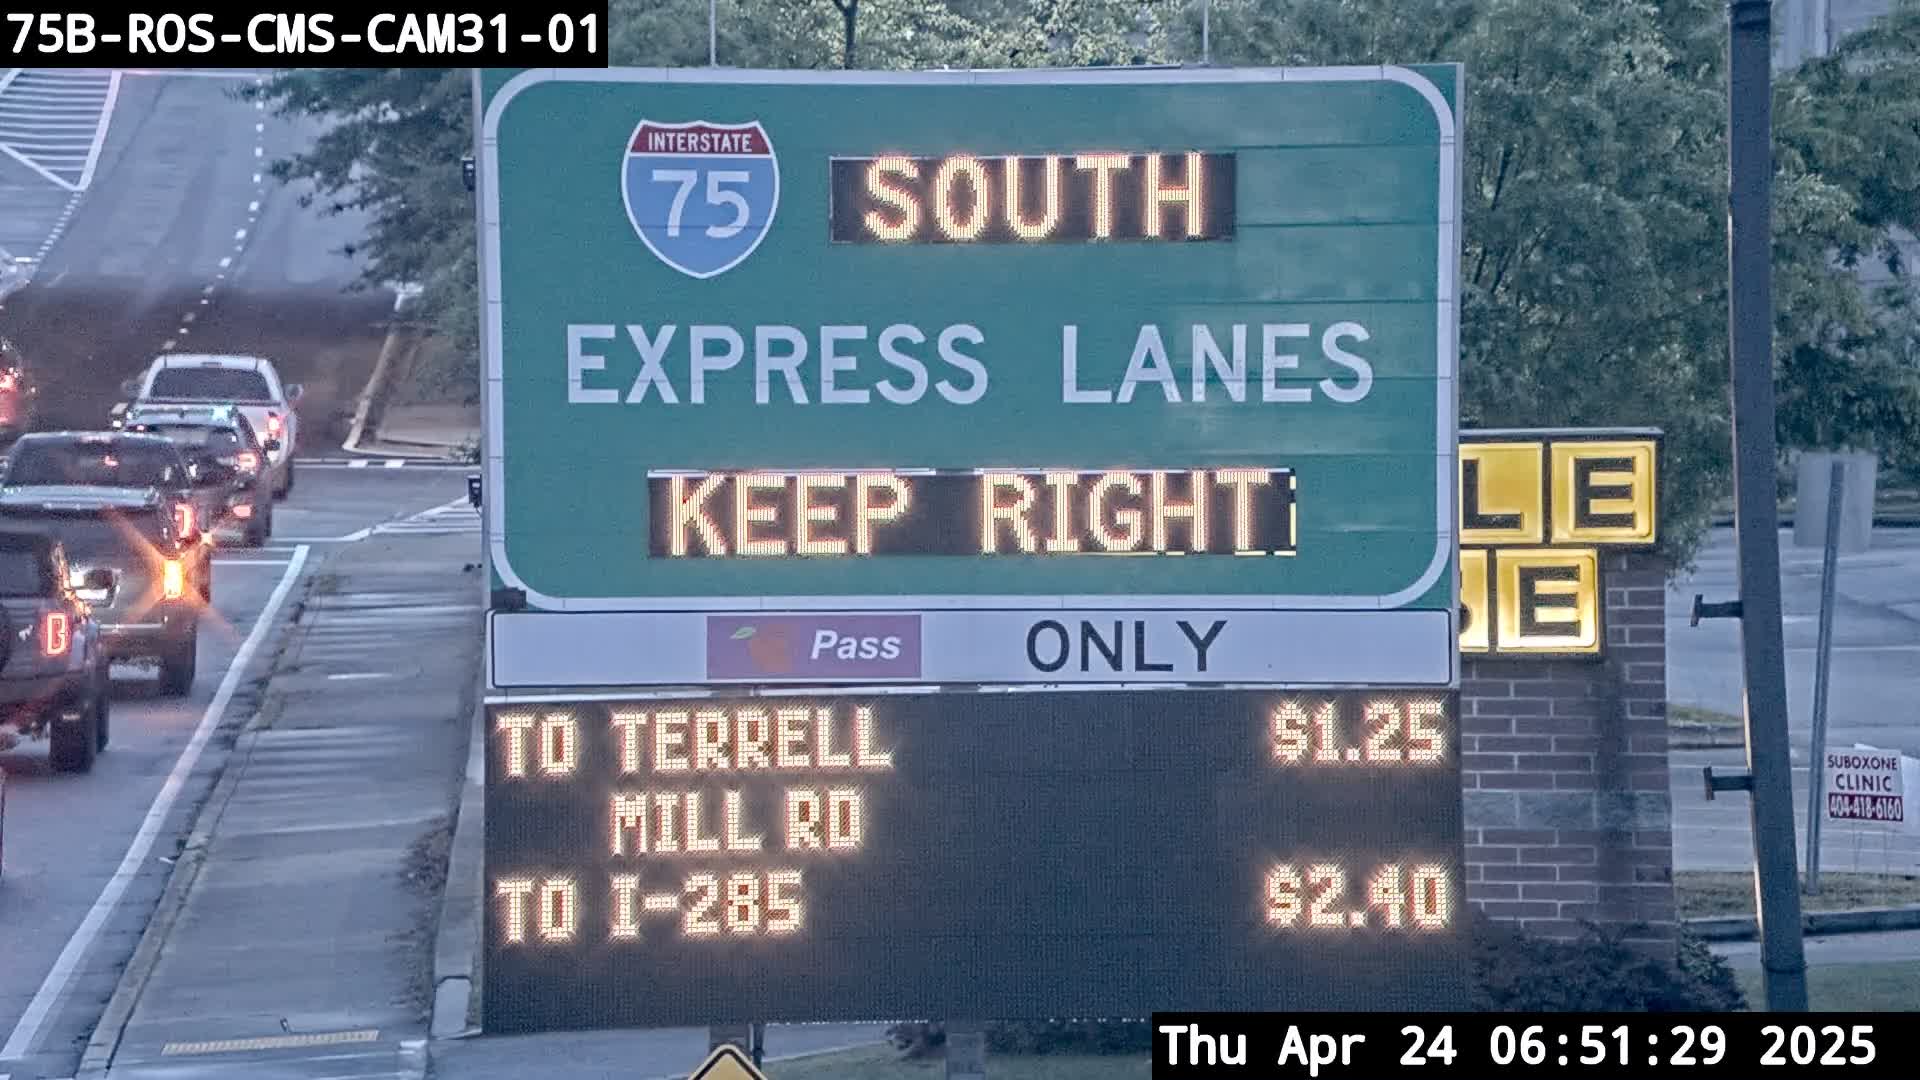 75B-ROS-CMS-CAM31-01
INTERSTATE
75
SOUTH
EXPRESS LANES
KEEP RIGHT
Pass
ONLY
TO TERRELL $1.25
MILL RD
TO I-285 $2.40
LE
E
SUBOXONE
CLINIC
404-418-6160
Thu Apr 24 06:51:29 2025